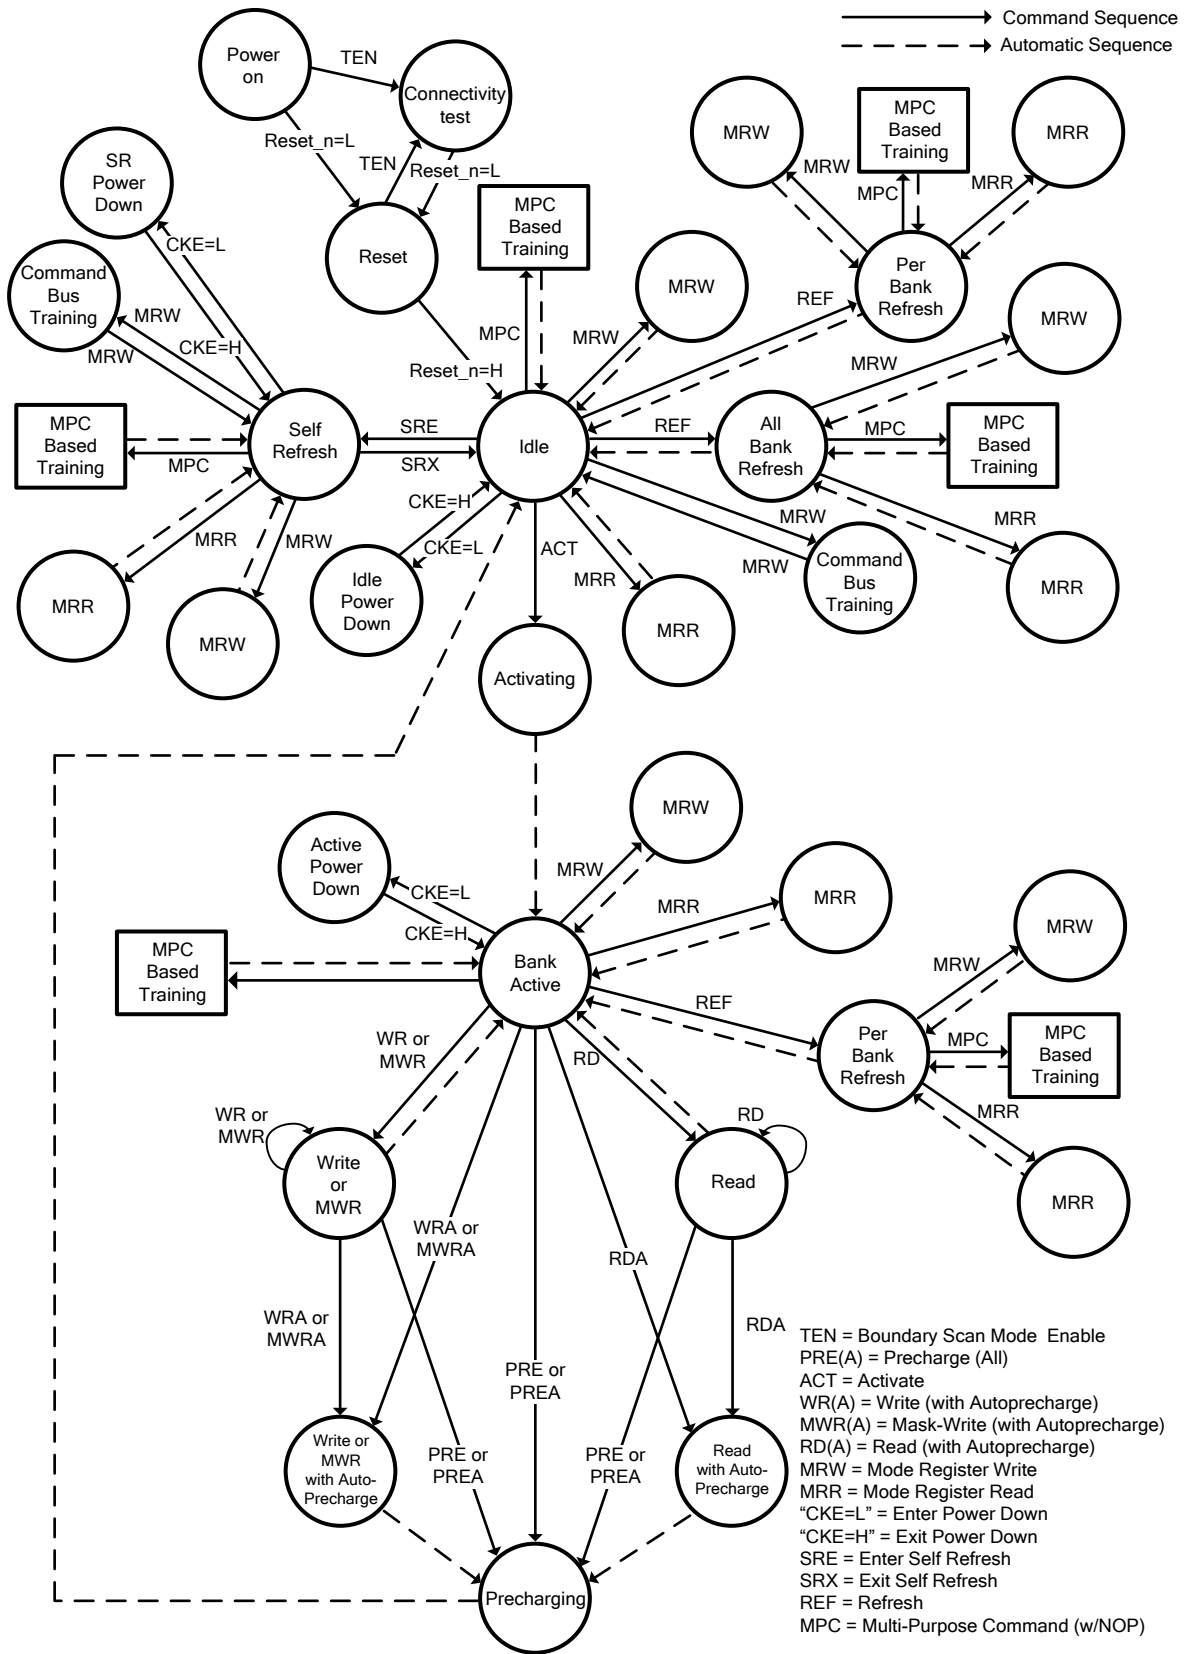 Command Sequence
Automatic Sequence
Power
on
TEN
Connectivity
test
Reset_n=L
TEN
Reset_n=L
Reset
Reset_n=H
SR
Power
Down
CKE=L
Command
Bus
Training
MRW
CKE=H
MRW
MPC
Based
Training
MPC
Self
Refresh
MRR
MRR
MRW
MRW
SRE
SRX
MPC
Based
Training
MPC
MRW
MRW
Idle
CKE=H
CKE=L
Idle
Power
Down
ACT
MRR
MRR
MRW
MRW
Command
Bus
Training
REF
REF
MRW
MRW
MPC
Based
Training
MPC
MRR
MRR
Per
Bank
Refresh
All
Bank
Refresh
MRW
MRW
MPC
MPC
Based
Training
MRR
MRR
Activating
Active
Power
Down
CKE=L
CKE=H
MPC
Based
Training
Bank
Active
MRW
MRW
MRR
MRR
REF
Per
Bank
Refresh
MRW
MRW
MPC
MPC
Based
Training
MRR
MRR
WR or
MWR
RD
WR or
MWR
Write
or
MWR
RD
Read
WRA or
MWRA
RDA
WRA or
MWRA
RDA
PRE or
PREA
PRE or
PREA
PRE or
PREA
Write or
MWR
with Auto-
Precharge
Read
with Auto-
Precharge
Precharging
TEN = Boundary Scan Mode Enable
PRE(A) = Precharge (All)
ACT = Activate
WR(A) = Write (with Autoprecharge)
MWR(A) = Mask-Write (with Autoprecharge)
RD(A) = Read (with Autoprecharge)
MRW = Mode Register Write
MRR = Mode Register Read
“CKE=L” = Enter Power Down
“CKE=H” = Exit Power Down
SRE = Enter Self Refresh
SRX = Exit Self Refresh
REF = Refresh
MPC = Multi-Purpose Command (w/NOP)